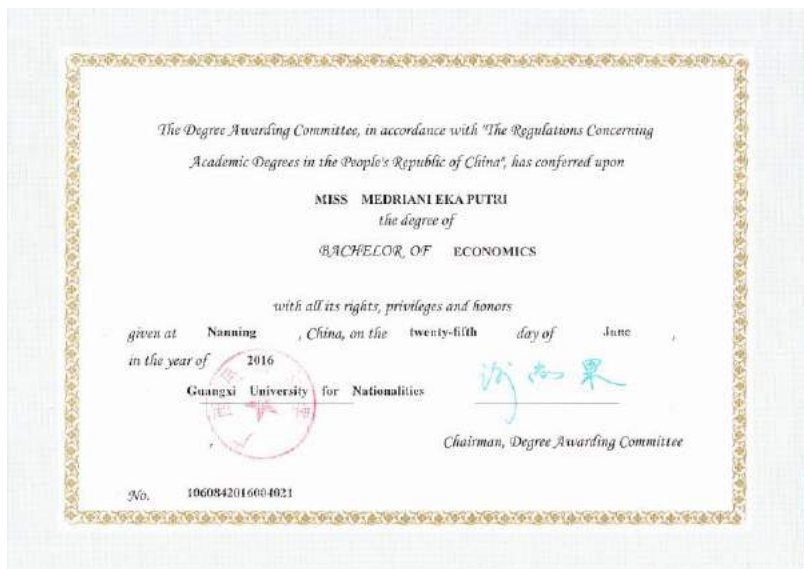 The Degree Awarding Committee, in accordance with "The Regulations Concerning
Academic Degrees in the People's Republic of China", has conferred upon
MISS MEDRIANI EKA PUTRI
the degree of
BACHELOR OF ECONOMICS
with all its rights, privileges and honors
given at Nanning , China, on the twenty-fifth day of June ,
in the year of 2016
Guangxi University for Nationalities
,
Chairman, Degree Awarding Committee
No. 1060842016004021